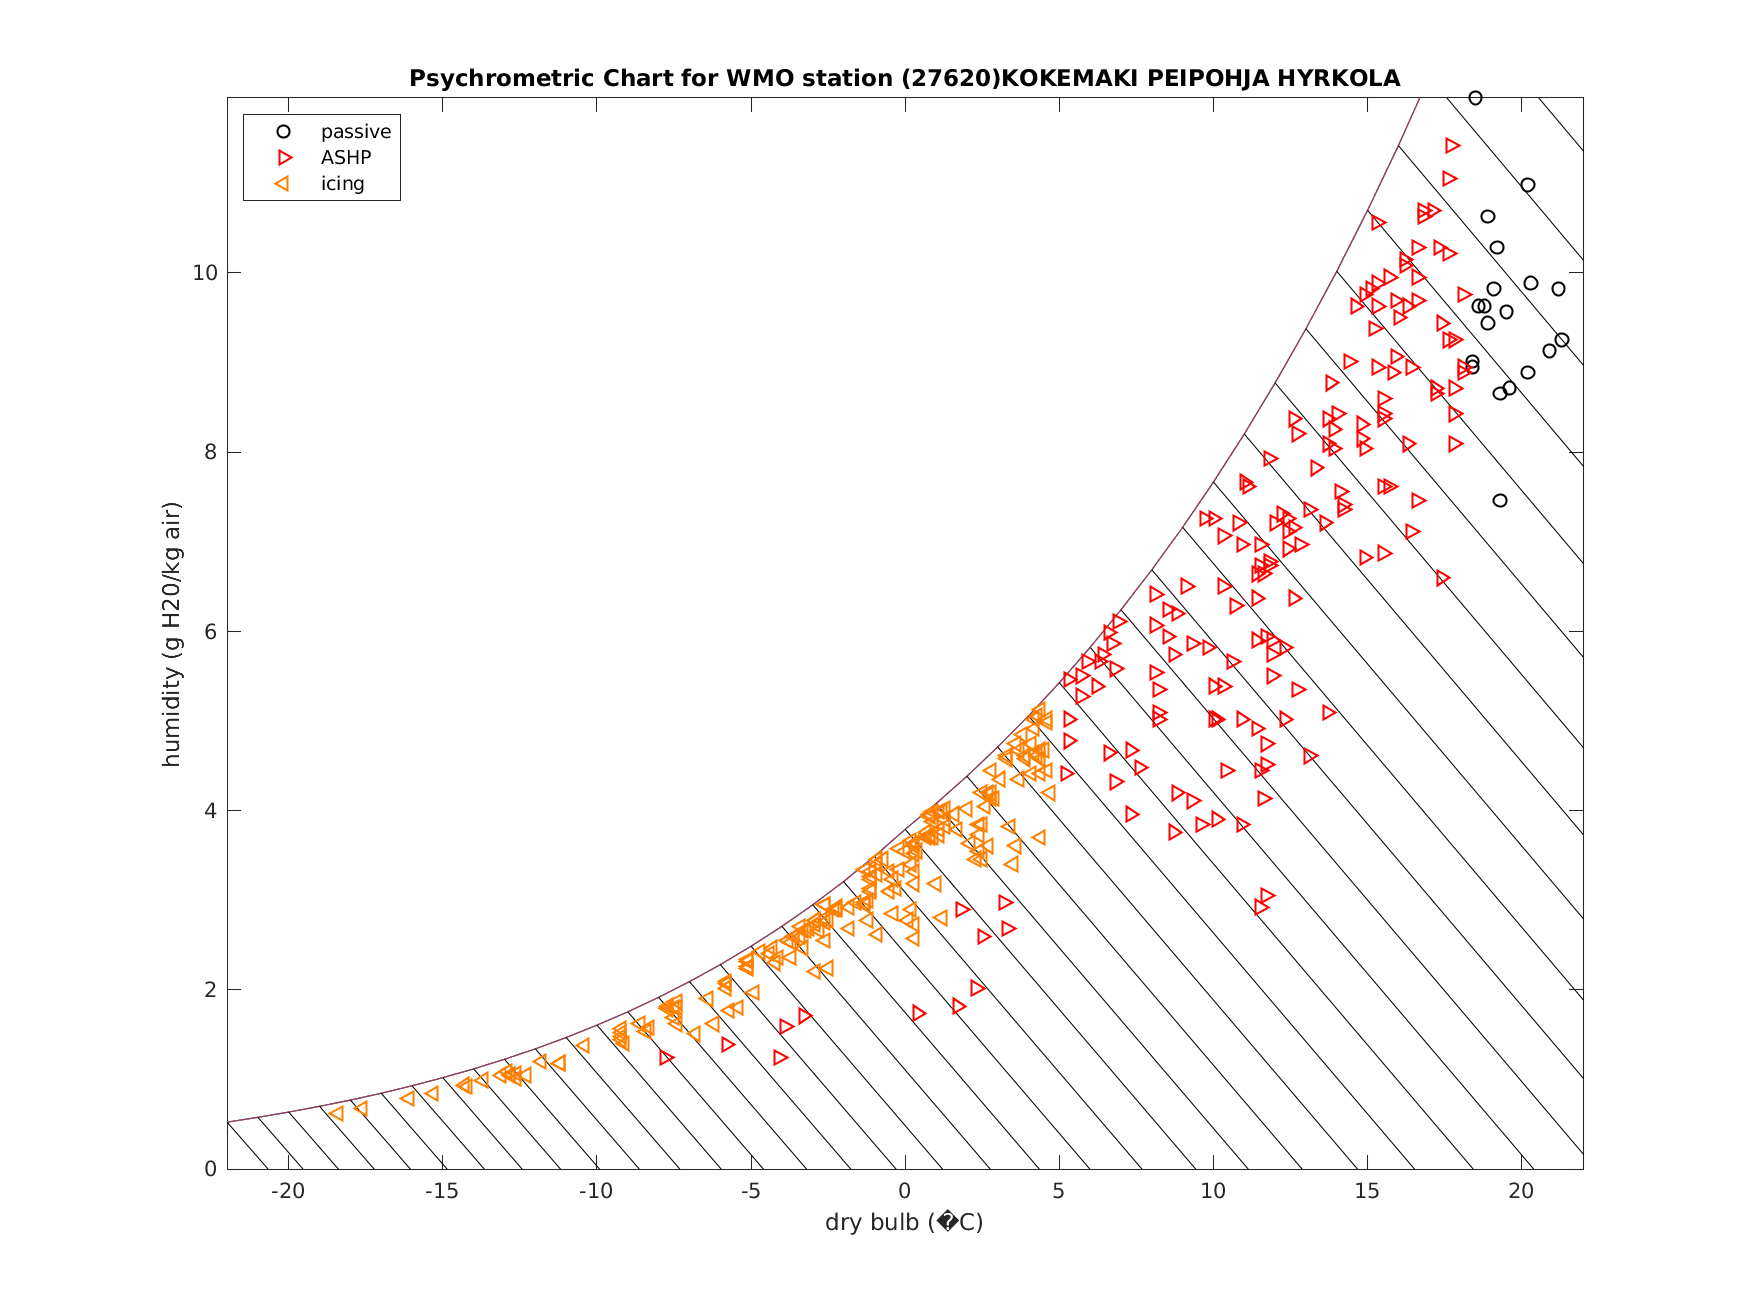 Psychrometric Chart for WMO station (27620)KOKEMAKI PEIPOHJA HYRKOLA
passive
ASHP
icing
humidity (g H20/kg air)
10
8
6
4
2
0
-20 -15 -10 -5 0 5 10 15 20
dry bulb (�C)